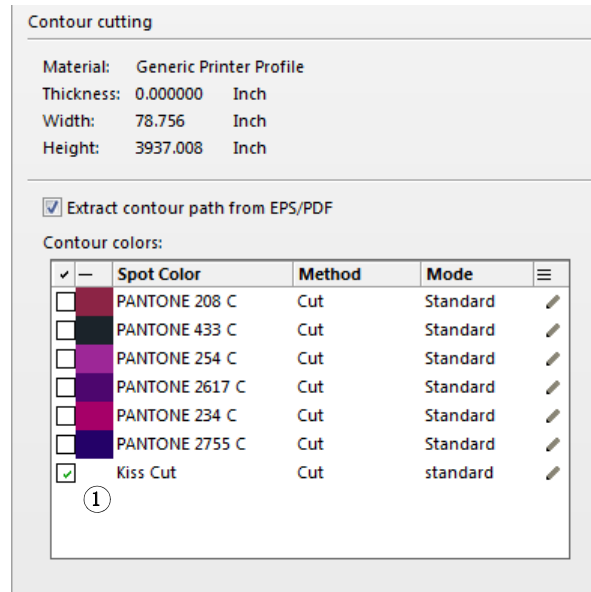 Contour cutting
Material: Generic Printer Profile
Thickness: 0.000000 Inch
Width: 78.756 Inch
Height: 3937.008 Inch
Extract contour path from EPS/PDF
Contour colors:
Spot Color Method Mode
PANTONE 208 C Cut Standard
PANTONE 433 C Cut Standard
PANTONE 254 C Cut Standard
PANTONE 2617 C Cut Standard
PANTONE 234 C Cut Standard
PANTONE 2755 C Cut Standard
Kiss Cut Cut standard
①